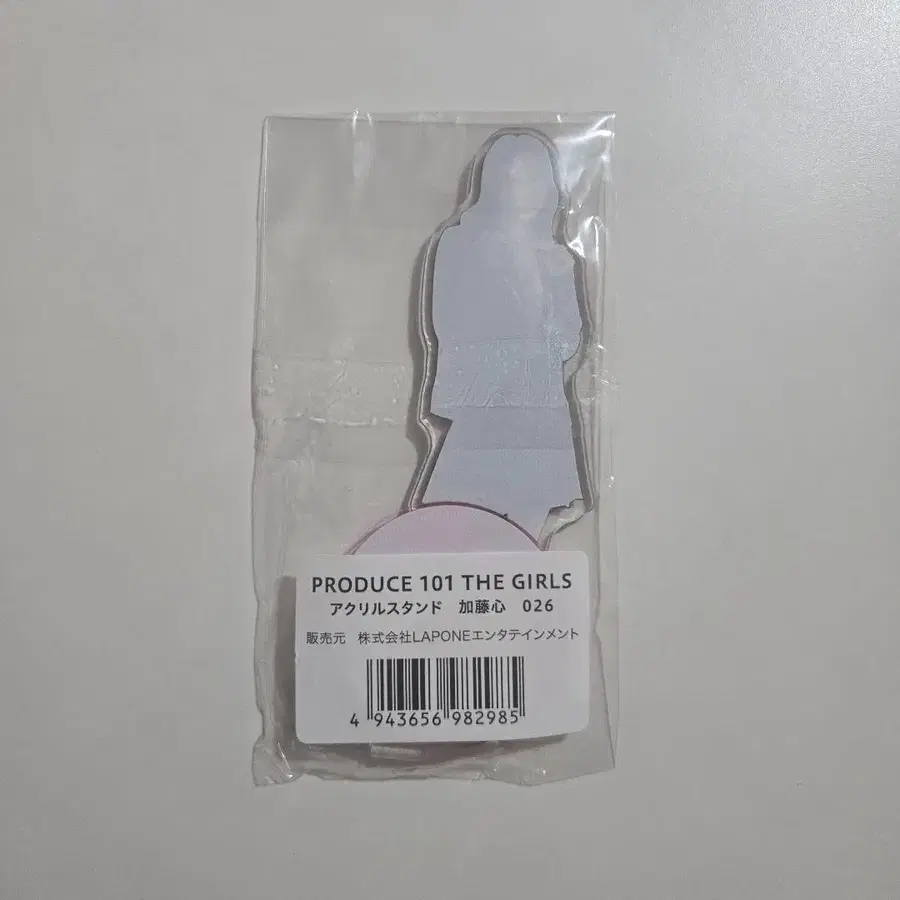 PRODUCE 101 THE GIRLS
アクリルスタンド 加藤心 026
販売元 株式会社LAPONEエンタテインメント
4 943656 982985